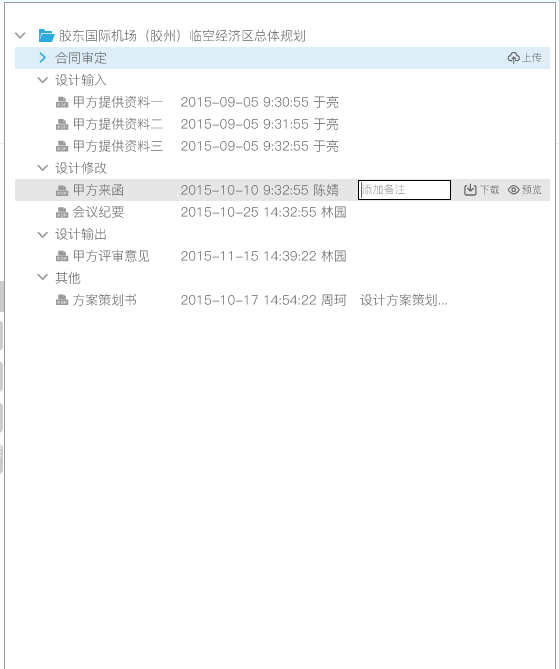 胶东国际机场（胶州）临空经济区总体规划
合同审定 上传
设计输入
甲方提供资料一 2015-09-05 9:30:55 于亮
甲方提供资料二 2015-09-05 9:31:55 于亮
甲方提供资料三 2015-09-05 9:32:55 于亮
设计修改
甲方来函 2015-10-10 9:32:55 陈婧 添加备注 下载 预览
会议纪要 2015-10-25 14:32:55 林园
设计输出
甲方评审意见 2015-11-15 14:39:22 林园
其他
方案策划书 2015-10-17 14:54:22 周珂 设计方案策划...